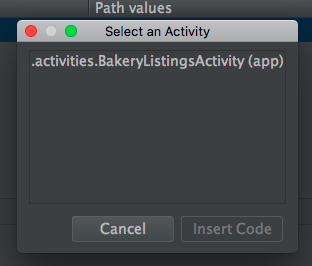 Path values
Select an Activity
.activities.BakeryListingsActivity (app)
Cancel
Insert Code